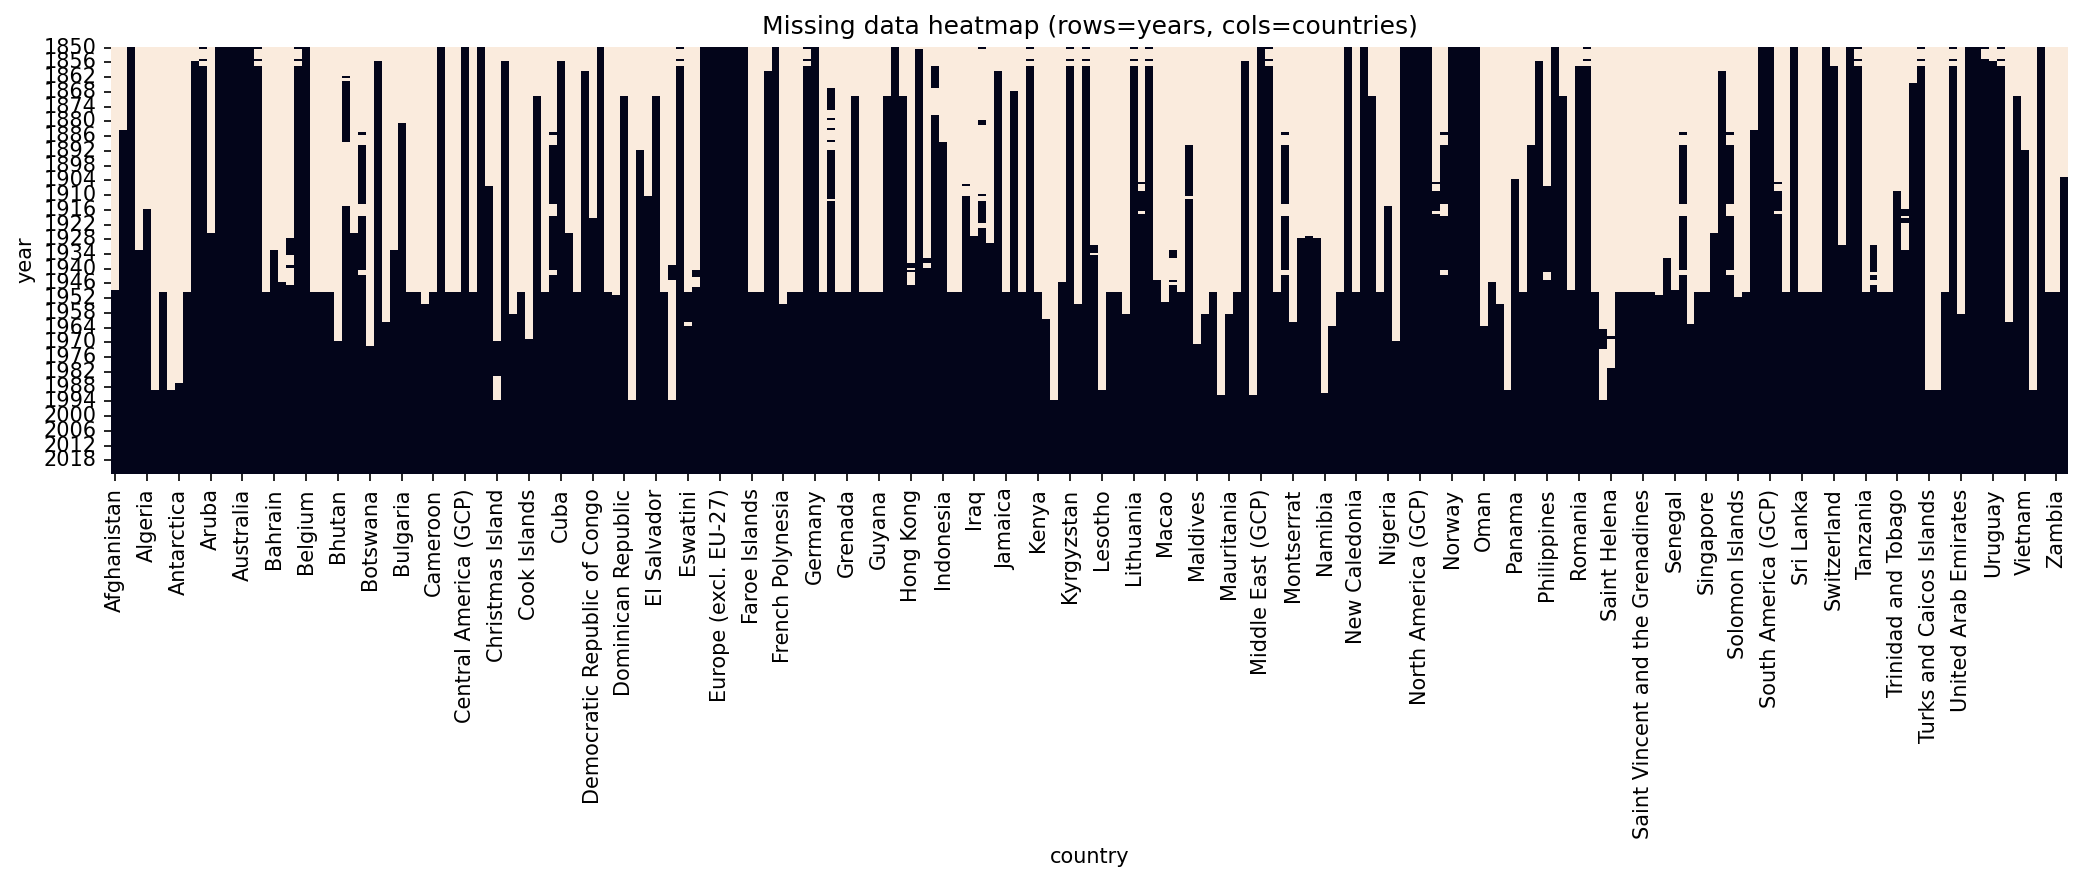 Missing data heatmap (rows=years, cols=countries)
year
1850
1856
1862
1868
1874
1880
1886
1892
1898
1904
1910
1916
1922
1928
1934
1940
1946
1952
1958
1964
1970
1976
1982
1988
1994
2000
2006
2012
2018
Afghanistan
Algeria
Antarctica
Aruba
Australia
Bahrain
Belgium
Bhutan
Botswana
Bulgaria
Cameroon
Central America (GCP)
Christmas Island
Cook Islands
Cuba
Democratic Republic of Congo
Dominican Republic
El Salvador
Eswatini
Europe (excl. EU-27)
Faroe Islands
French Polynesia
Germany
Grenada
Guyana
Hong Kong
Indonesia
Iraq
Jamaica
Kenya
Kyrgyzstan
Lesotho
Lithuania
Macao
Maldives
Mauritania
Middle East (GCP)
Montserrat
Namibia
New Caledonia
Nigeria
North America (GCP)
Norway
Oman
Panama
Philippines
Romania
Saint Helena
Saint Vincent and the Grenadines
Senegal
Singapore
Solomon Islands
South America (GCP)
Sri Lanka
Switzerland
Tanzania
Trinidad and Tobago
Turks and Caicos Islands
United Arab Emirates
Uruguay
Vietnam
Zambia
country